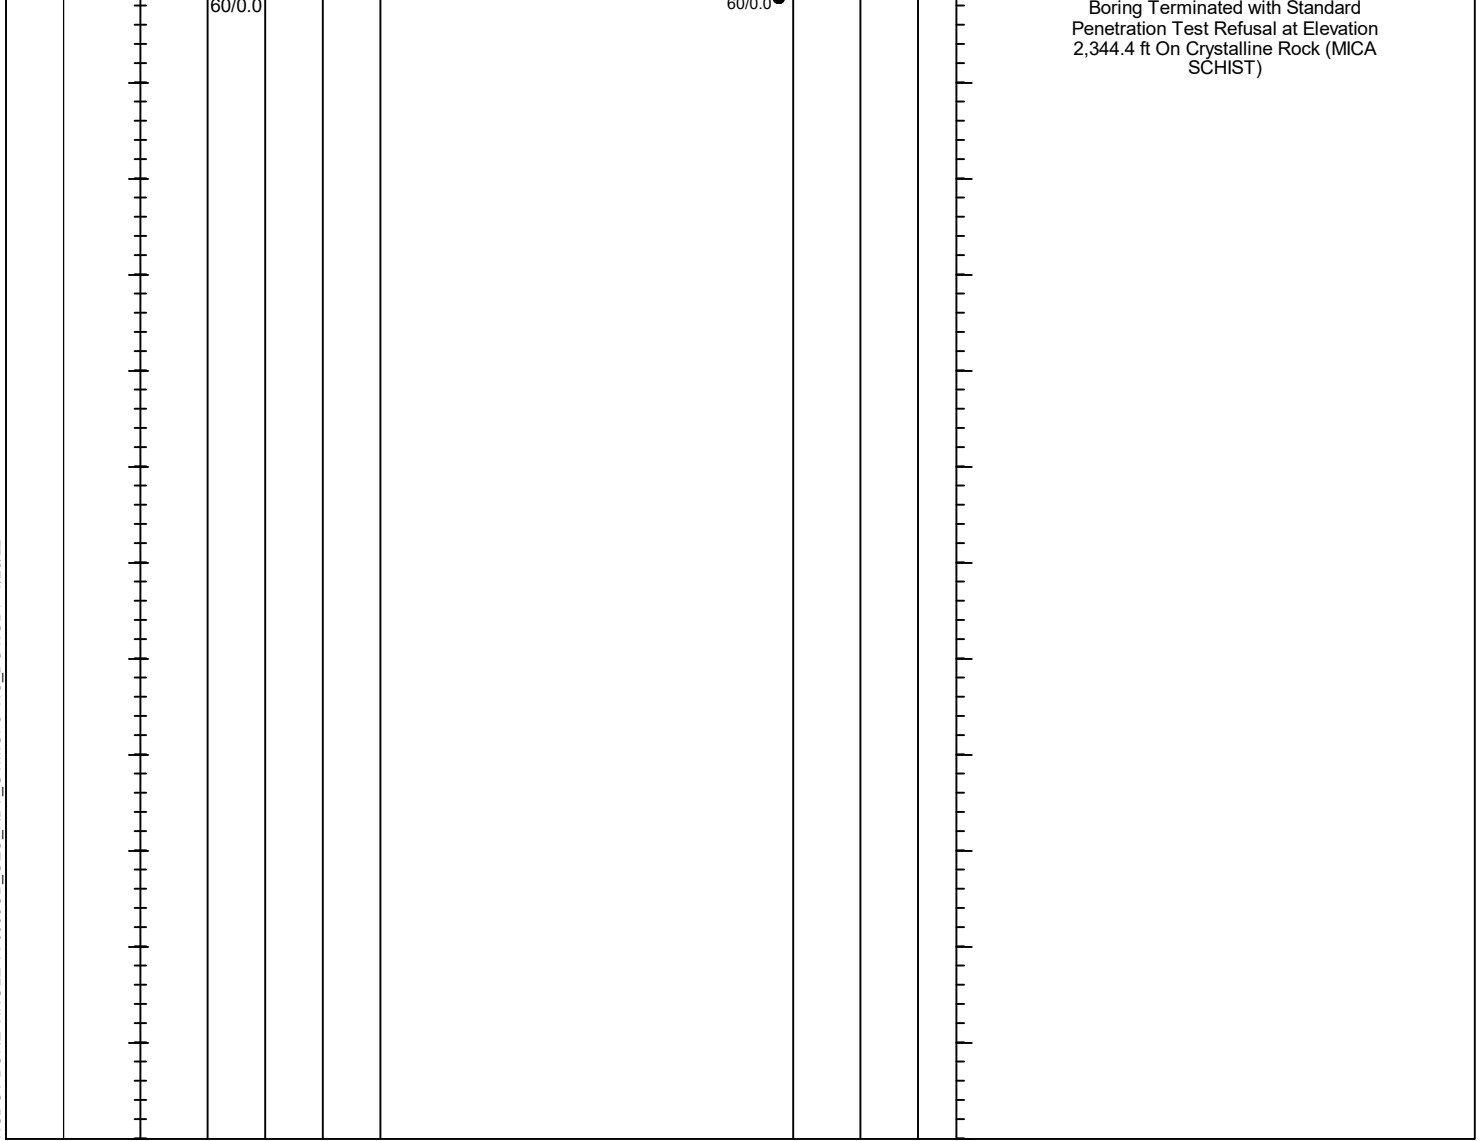 60/0.0
60/0.0
Boring Terminated with Standard
Penetration Test Refusal at Elevation
2,344.4 ft On Crystalline Rock (MICA
SCHIST)